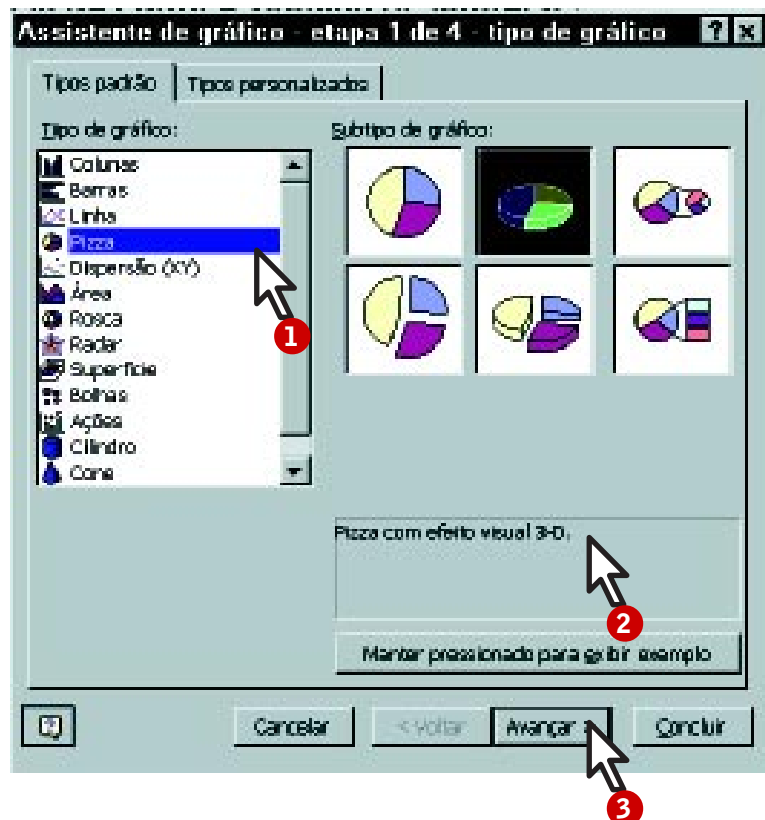 Assistente de gráfico - etapa 1 de 4 - tipo de gráfico
Tipos padrão
Tipos personalizados
Tipo de gráfico:
Colunas
Barras
Linha
Pizza
Dispersão (XY)
Área
Rosca
Radar
Superfície
Bolhas
Ações
Cilindro
Cone
1
Subtipo de gráfico:
Pizza com efeito visual 3-D.
2
Manter pressionado para exibir exemplo
Cancelar
< Voltar
Avançar >
Concluir
3